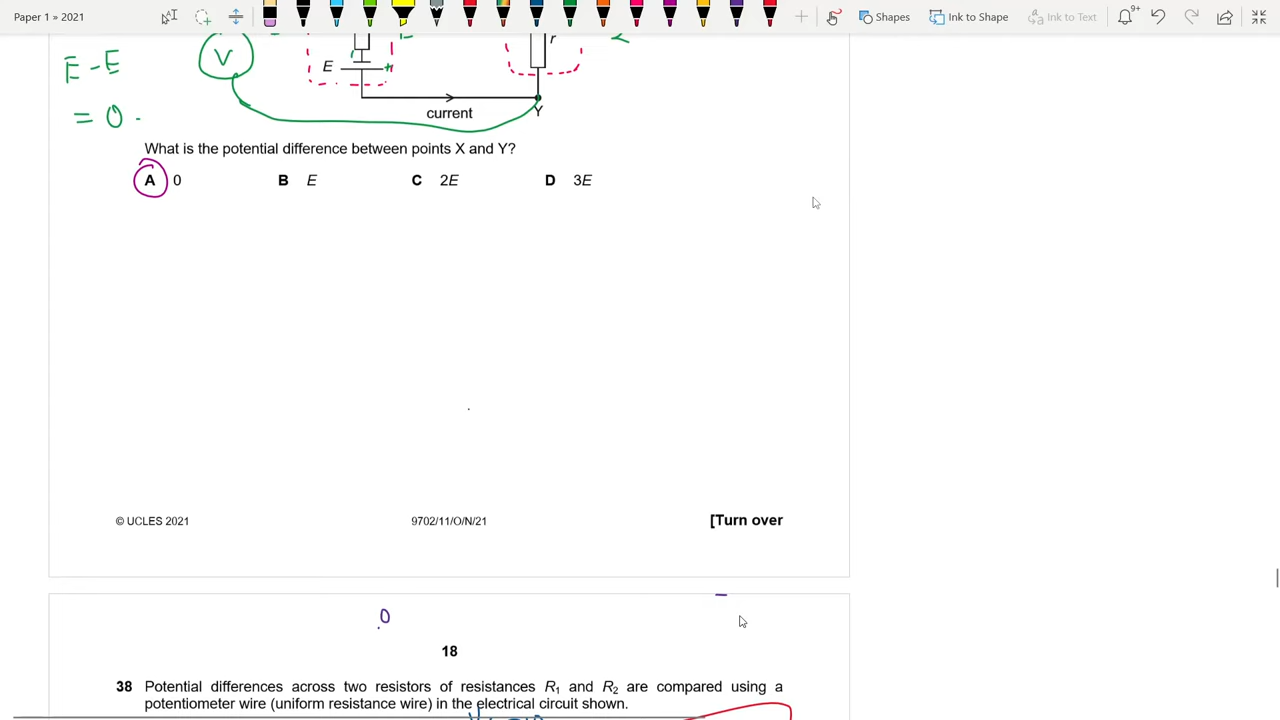 Paper 1 » 2021
9+
Shapes
Ink to Shape
Ink to Text
E - E
= 0.
V
E
r
+
current
Y
What is the potential difference between points X and Y?
A 0 B E C 2E D 3E
© UCLES 2021 9702/11/O/N/21 [Turn over
0
18
38 Potential differences across two resistors of resistances R₁ and R₂ are compared using a
potentiometer wire (uniform resistance wire) in the electrical circuit shown.